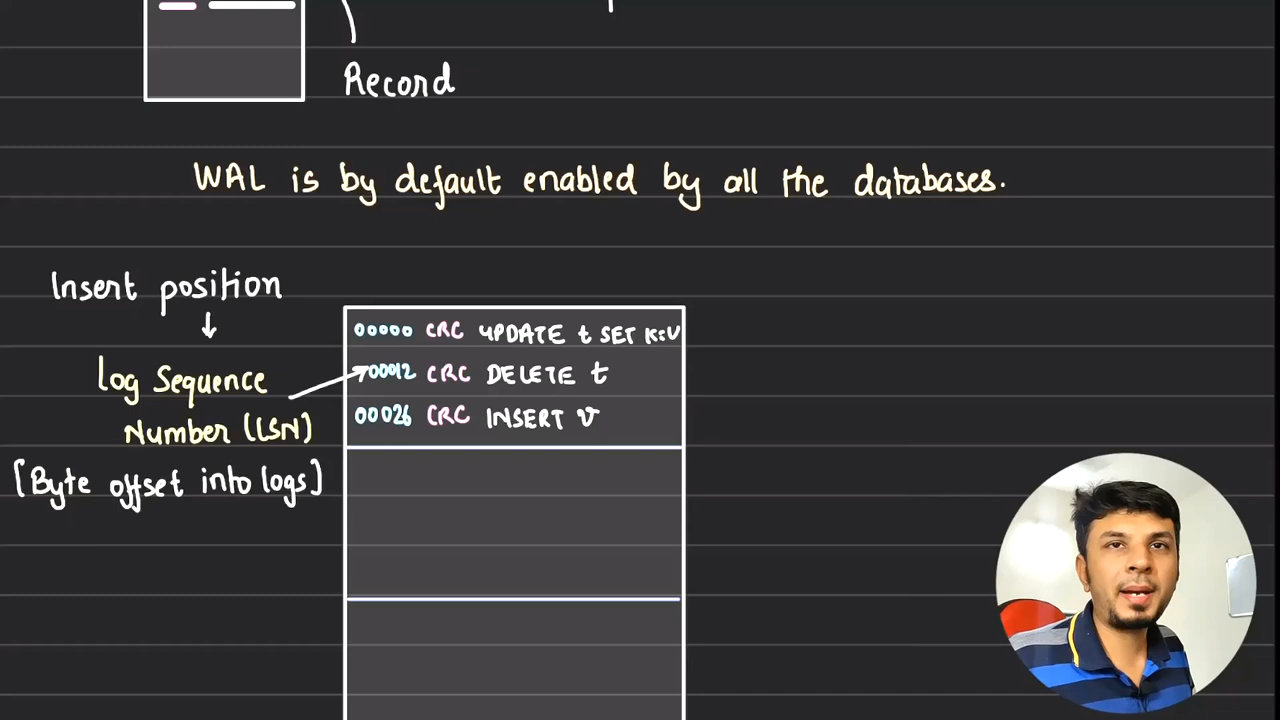 Record
WAL is by default enabled by all the databases.
Insert position
↓
log Sequence
Number (LSN)
[Byte offset into logs]
00000 CRC UPDATE t SET K=V
00012 CRC DELETE t
00026 CRC INSERT v